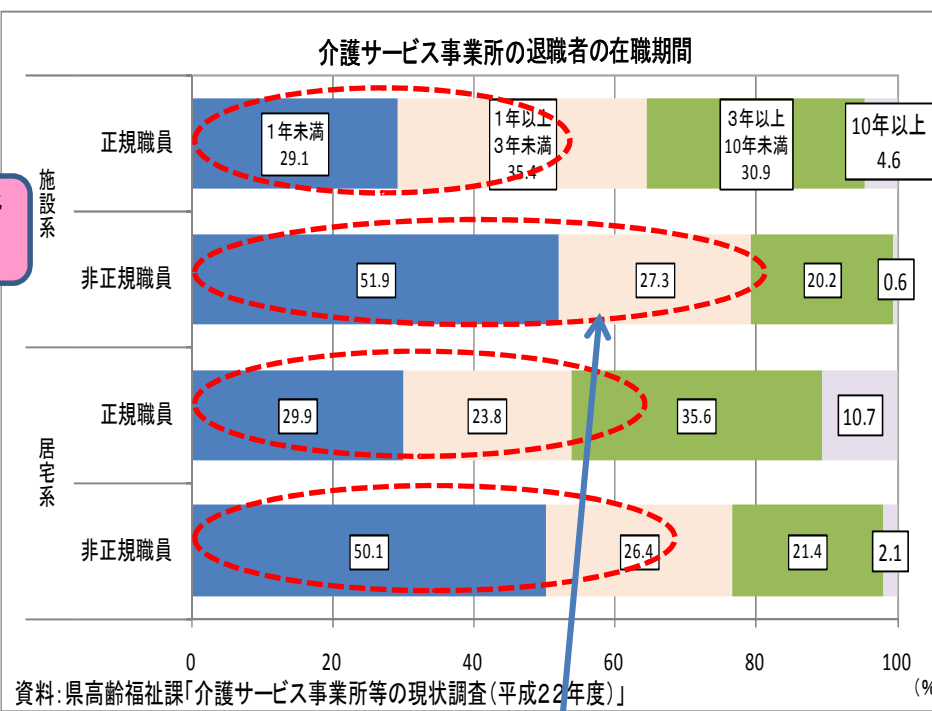 介護サービス事業所の退職者の在職期間
施設系
正規職員
1年未満
29.1
1年以上
3年未満
35.4
3年以上
10年未満
30.9
10年以上
4.6
非正規職員
51.9
27.3
20.2
0.6
居宅系
正規職員
29.9
23.8
35.6
10.7
非正規職員
50.1
26.4
21.4
2.1
0 20 40 60 80 100
(%
資料:県高齢福祉課「介護サービス事業所等の現状調査(平成22年度)」